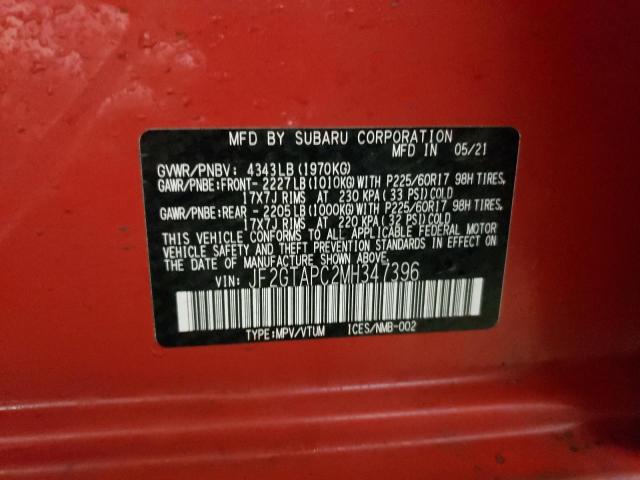 MFD BY SUBARU CORPORATION
MFD IN 05/21
GVWR/PNBV: 4343LB (1970KG)
GAWR/PNBE:FRONT- 2227LB(1010KG)WITH P225/60R17 98H TIRES,
17X7J RIMS AT 230 KPA( 33 PSI)COLD
GAWR/PNBE:REAR - 2205LB(1000KG)WITH P225/60R17 98H TIRES,
17X7J RIMS AT 220 KPA( 32 PSI)COLD
THIS VEHICLE CONFORMS TO ALL APPLICABLE FEDERAL MOTOR
VEHICLE SAFETY AND THEFT PREVENTION STANDARDS IN EFFECT ON
THE DATE OF MANUFACTURE SHOWN ABOVE.
VIN: JF2GTAPC2MH347396
TYPE:MPV/VTUM ICES/NMB-002